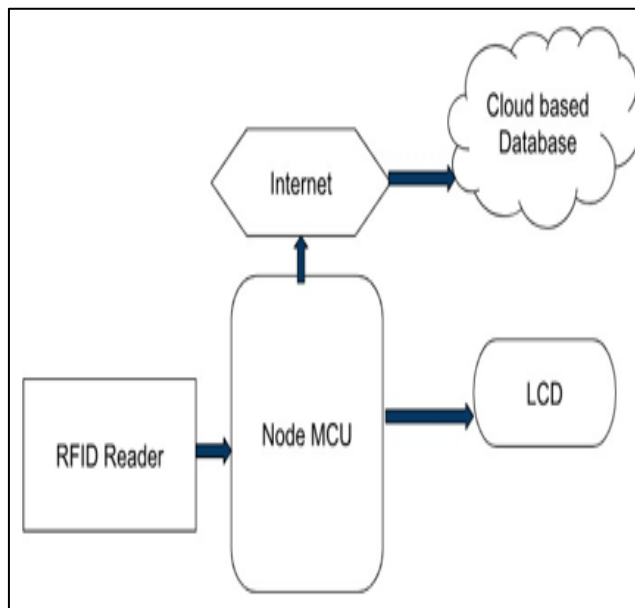 Cloud based
Database
Internet
RFID Reader
Node MCU
LCD